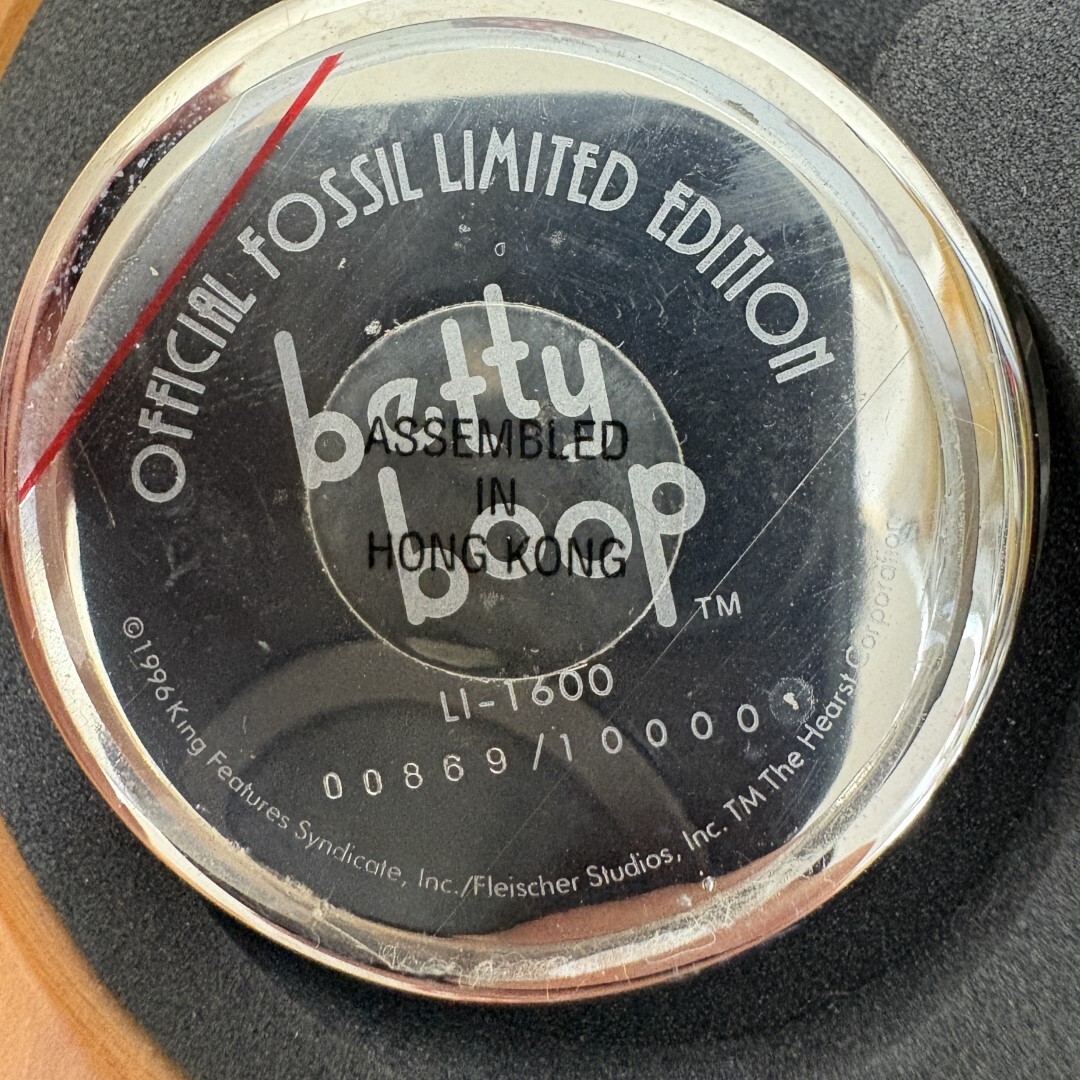 OFFICIAL FOSSIL LIMITED EDITION
betty
boop
TM
ASSEMBLED
IN
HONG KONG
LI-1600
00869/10000
©1996 King Features Syndicate, Inc./Fleischer Studios, Inc. TM The Hearst Corporation